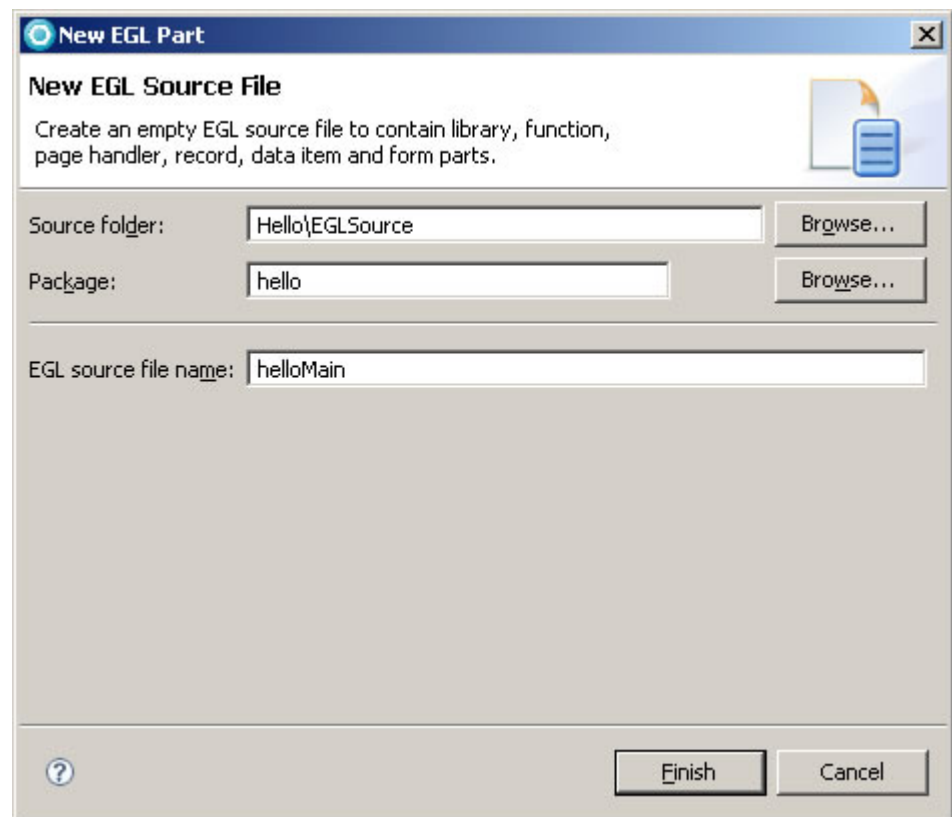 New EGL Part
New EGL Source File
Create an empty EGL source file to contain library, function,
page handler, record, data item and form parts.
Source folder: Hello\EGLSource Browse...
Package: hello Browse...
EGL source file name: helloMain
Finish Cancel